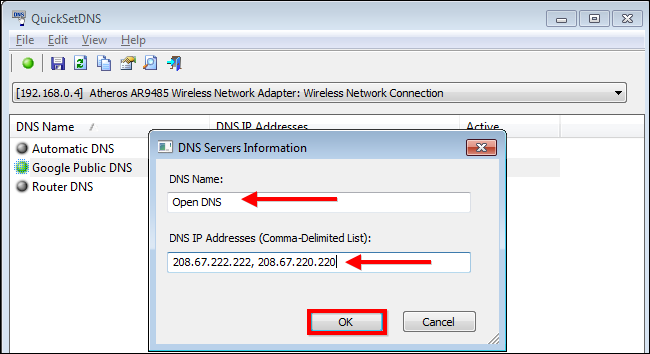 QuickSetDNS
File Edit View Help
[192.168.0.4] Atheros AR9485 Wireless Network Adapter: Wireless Network Connection
DNS Name / DNS IP Addresses Active
Automatic DNS
Google Public DNS
Router DNS
DNS Servers Information
DNS Name:
Open DNS
DNS IP Addresses (Comma-Delimited List):
208.67.222.222, 208.67.220.220
OK Cancel